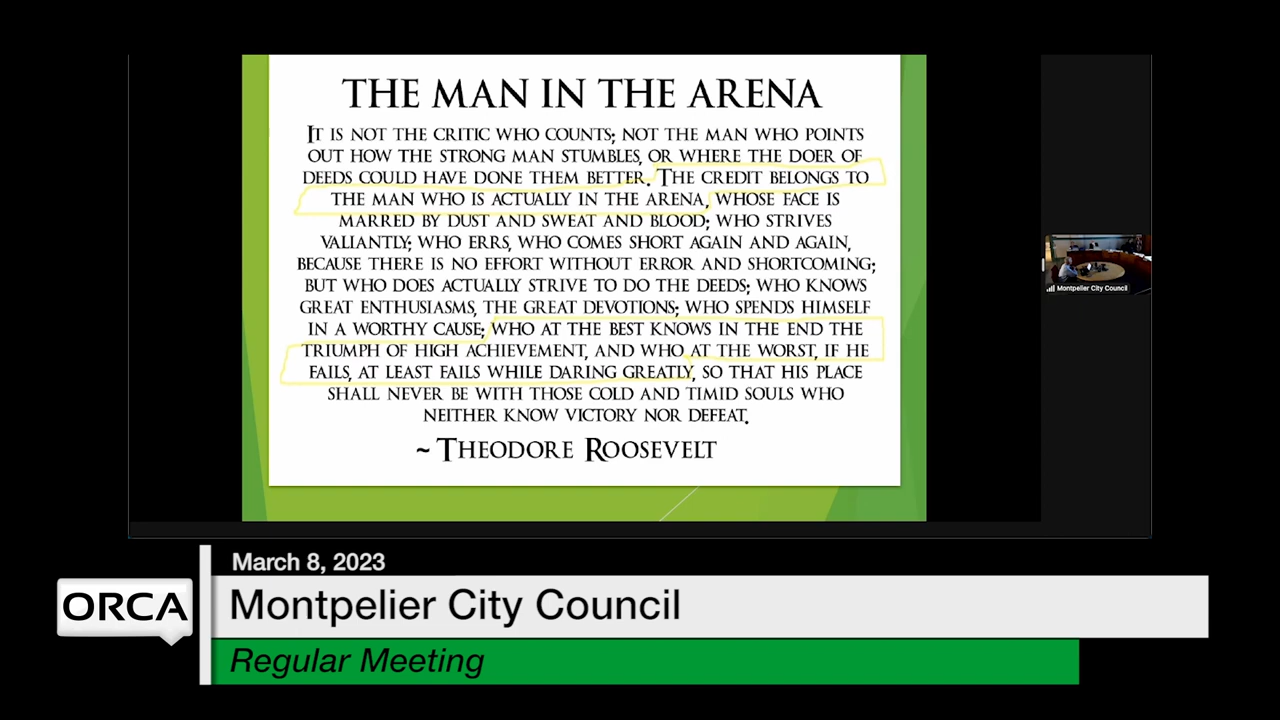 THE MAN IN THE ARENA
IT IS NOT THE CRITIC WHO COUNTS; NOT THE MAN WHO POINTS
OUT HOW THE STRONG MAN STUMBLES, OR WHERE THE DOER OF
DEEDS COULD HAVE DONE THEM BETTER. THE CREDIT BELONGS TO
THE MAN WHO IS ACTUALLY IN THE ARENA, WHOSE FACE IS
MARRED BY DUST AND SWEAT AND BLOOD; WHO STRIVES
VALIANTLY; WHO ERRS, WHO COMES SHORT AGAIN AND AGAIN,
BECAUSE THERE IS NO EFFORT WITHOUT ERROR AND SHORTCOMING;
BUT WHO DOES ACTUALLY STRIVE TO DO THE DEEDS; WHO KNOWS
GREAT ENTHUSIASMS, THE GREAT DEVOTIONS; WHO SPENDS HIMSELF
IN A WORTHY CAUSE; WHO AT THE BEST KNOWS IN THE END THE
TRIUMPH OF HIGH ACHIEVEMENT, AND WHO AT THE WORST, IF HE
FAILS, AT LEAST FAILS WHILE DARING GREATLY, SO THAT HIS PLACE
SHALL NEVER BE WITH THOSE COLD AND TIMID SOULS WHO
NEITHER KNOW VICTORY NOR DEFEAT.
~ THEODORE ROOSEVELT
Montpelier City Council
March 8, 2023
ORCA
Montpelier City Council
Regular Meeting